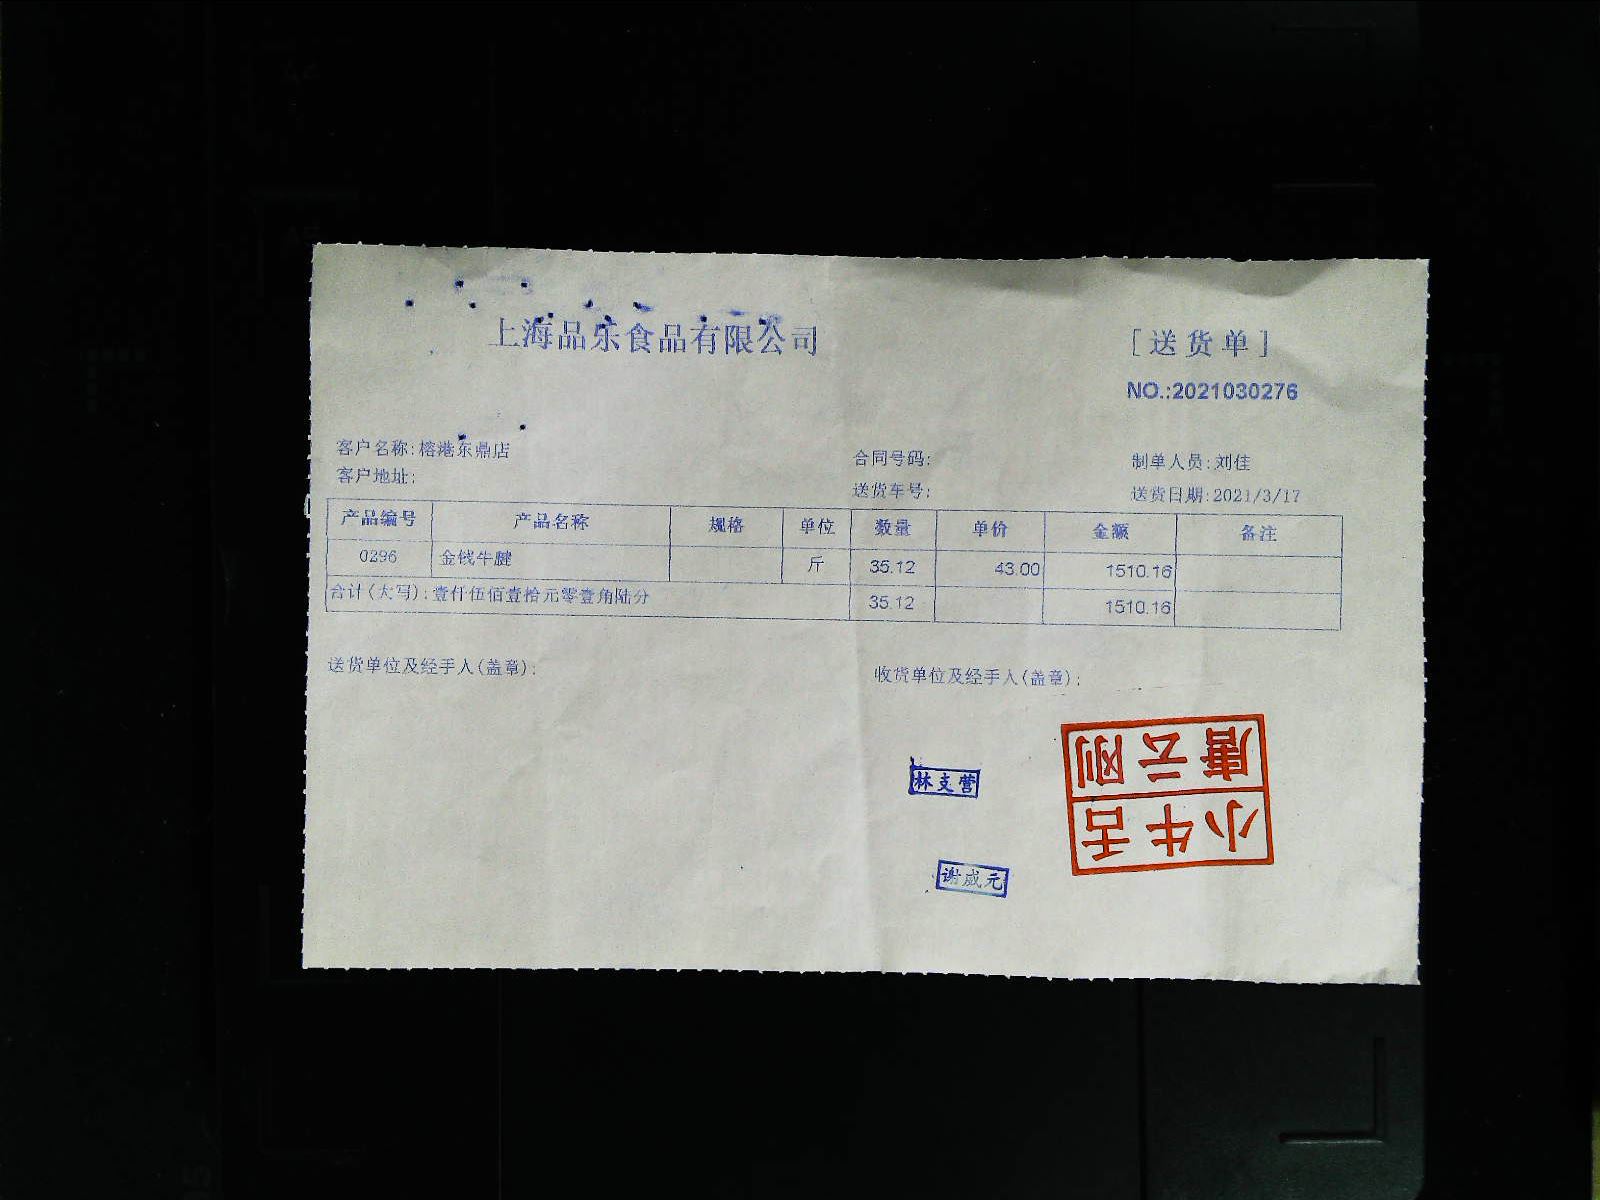 上海品乐食品有限公司
[送货单]
NO.:2021030276
客户名称:榕港东鼎店
合同号码:
制单人员:刘佳
客户地址:
送货车号:
送货日期:2021/3/17
产品编号 产品名称 规格 单位 数量 单价 金额 备注
0296 金钱牛腱 斤 35.12 43.00 1510.16
合计(大写):壹仟伍佰壹拾元零壹角陆分 35.12 1510.16
送货单位及经手人(盖章):
收货单位及经手人(盖章):
林支营
谢成元
小牛舌
唐云刚